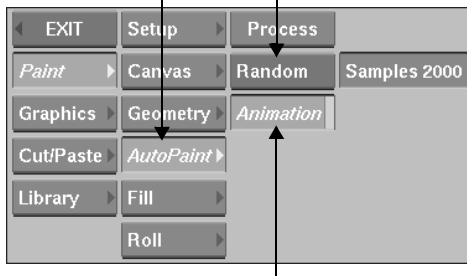 EXIT Setup Process
Paint Canvas Random Samples 2000
Graphics Geometry Animation
Cut/Paste AutoPaint
Library Fill
Roll